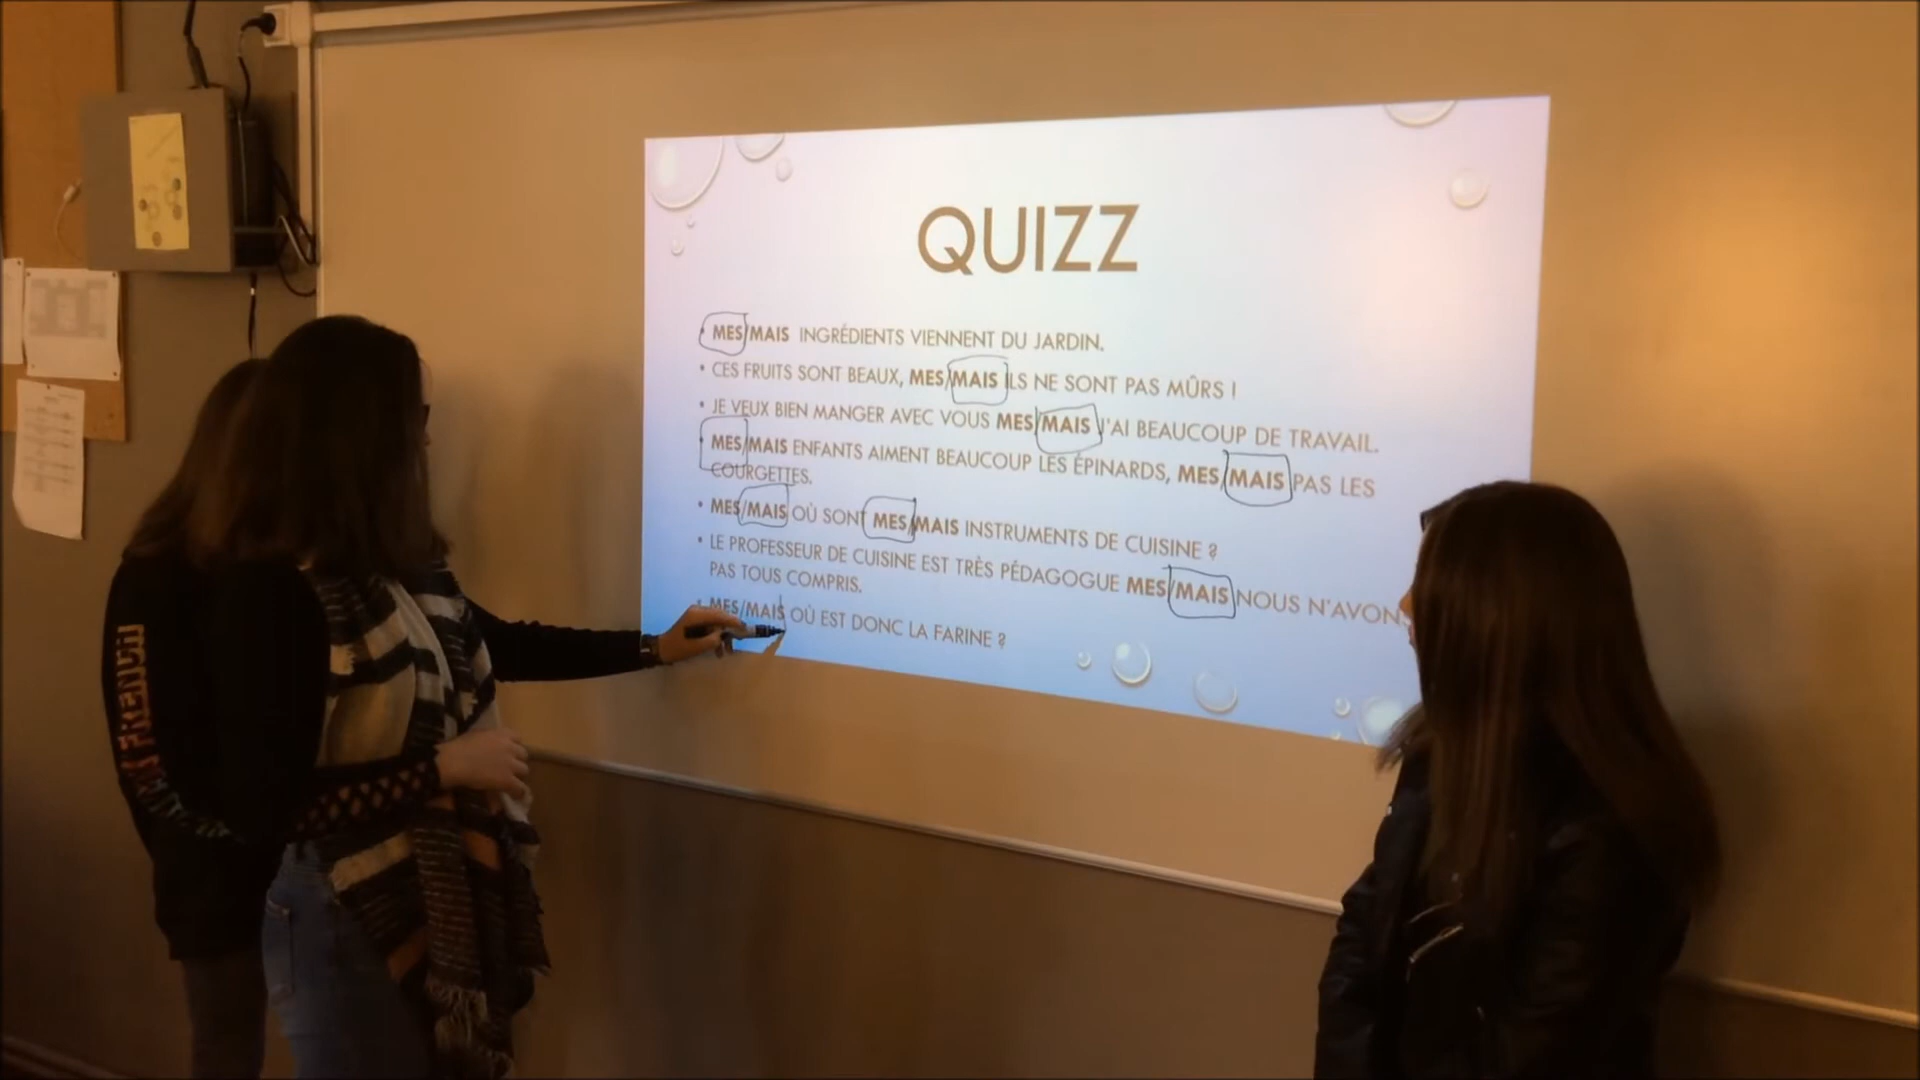 QUIZZ
• MES/MAIS INGRÉDIENTS VIENNENT DU JARDIN.
• CES FRUITS SONT BEAUX, MES/MAIS ILS NE SONT PAS MÛRS !
• JE VEUX BIEN MANGER AVEC VOUS MES/MAIS J'AI BEAUCOUP DE TRAVAIL.
• MES/MAIS ENFANTS AIMENT BEAUCOUP LES ÉPINARDS, MES/MAIS PAS LES
COURGETTES.
• MES/MAIS OÙ SONT MES/MAIS INSTRUMENTS DE CUISINE ?
• LE PROFESSEUR DE CUISINE EST TRÈS PÉDAGOGUE MES/MAIS NOUS N'AVONS
PAS TOUS COMPRIS.
• MES/MAIS OÙ EST DONC LA FARINE ?
FRENCH